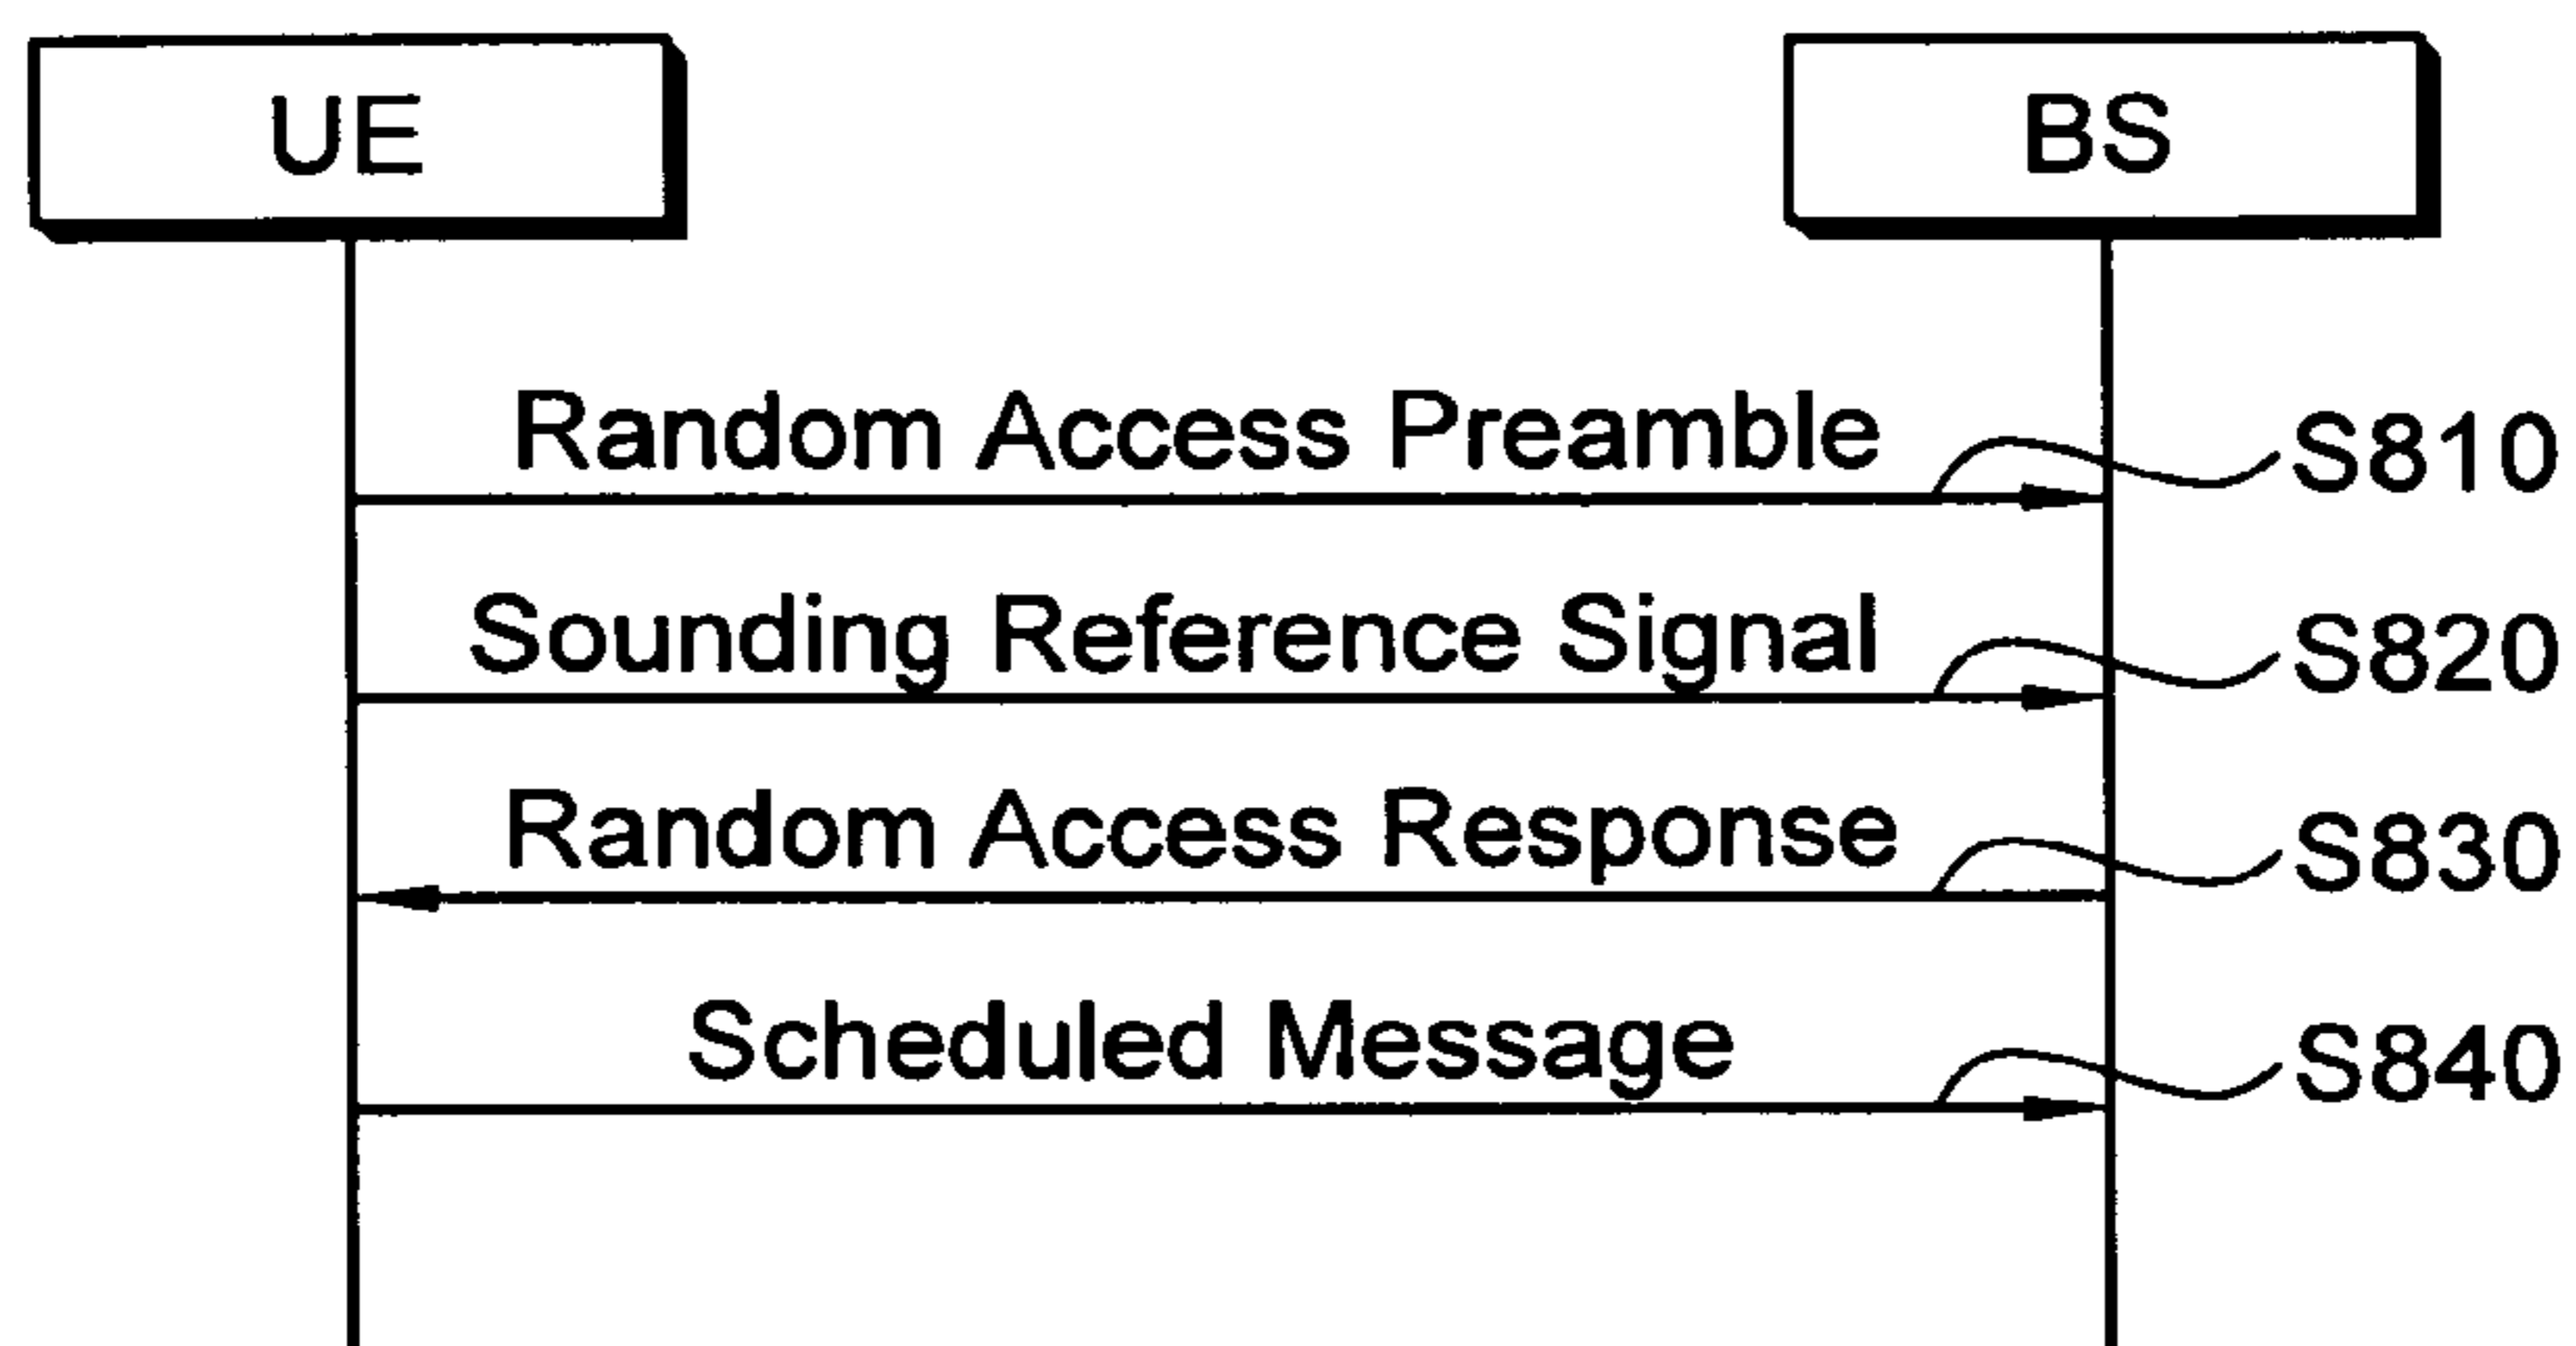 UE
BS
Random Access Preamble
S810
Sounding Reference Signal
S820
Random Access Response
S830
Scheduled Message
S840